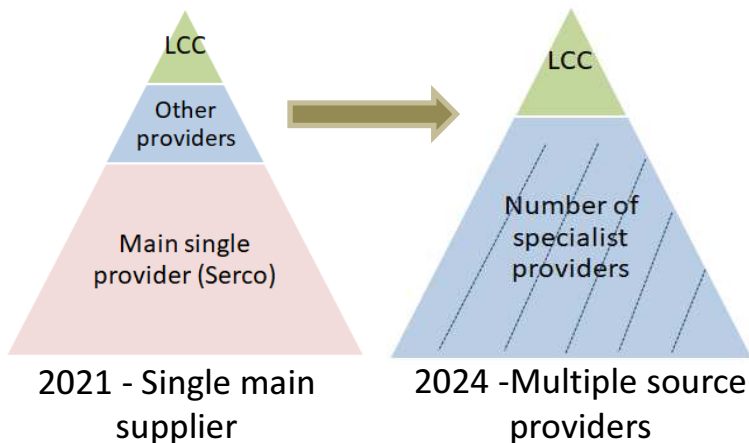 LCC
Other
providers
Main single
provider (Serco)
2021 - Single main
supplier
LCC
Number of
specialist
providers
2024 -Multiple source
providers